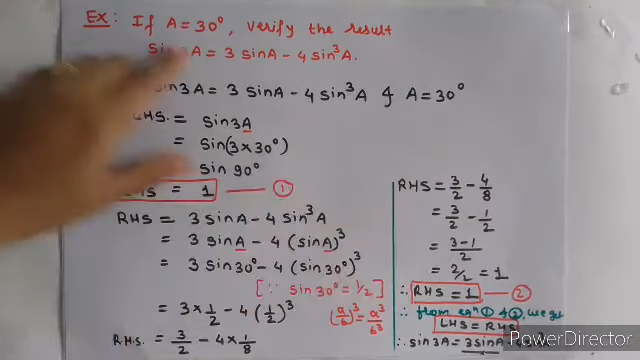 Ex: If A = 30°, verify the result
Sin3A = 3 sinA - 4 sin³A.
sin3A = 3 sinA - 4 sin³A & A = 30°
HS. = sin3A
= sin(3×30°)
sin 90°
HS = 1 ——— ①
RHS = 3 sinA - 4 sin³A
= 3 sinA - 4 (sinA)³
= 3 sin30° - 4 (sin30°)³
[∵ sin30° = 1/2]
= 3×1/2 - 4(1/2)³ (a/b)³ = a³/b³
RHS. = 3/2 - 4×1/8
RHS = 3/2 - 4/8
= 3/2 - 1/2
= 3-1/2
= 2/2 = 1
∴ RHS = 1 — ②
∴ from eqⁿ ① & ② we get
LHS = RHS
∴ sin3A = 3sinA
PowerDirector